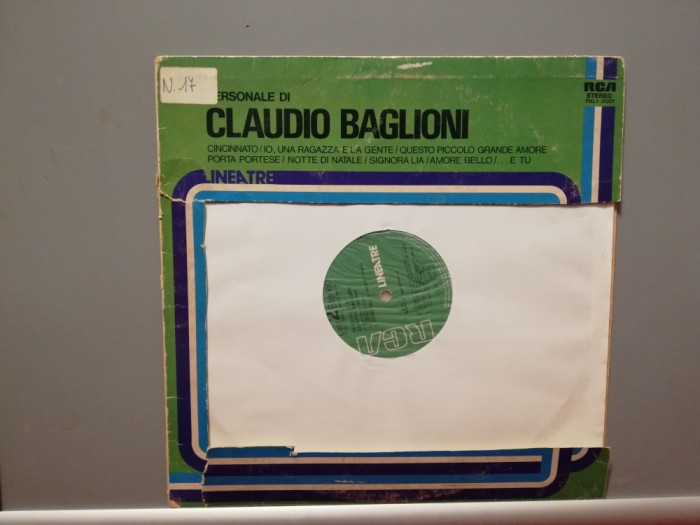 N. 17
ERSONALE DI
CLAUDIO BAGLIONI
CINCINNATO / IO, UNA RAGAZZA E LA GENTE / QUESTO PICCOLO GRANDE AMORE
PORTA PORTESE / NOTTE DI NATALE / SIGNORA LIA / AMORE BELLO / . . . E TU
LINEATRE
RCA
STEREO
LINEATRE
2
RCA